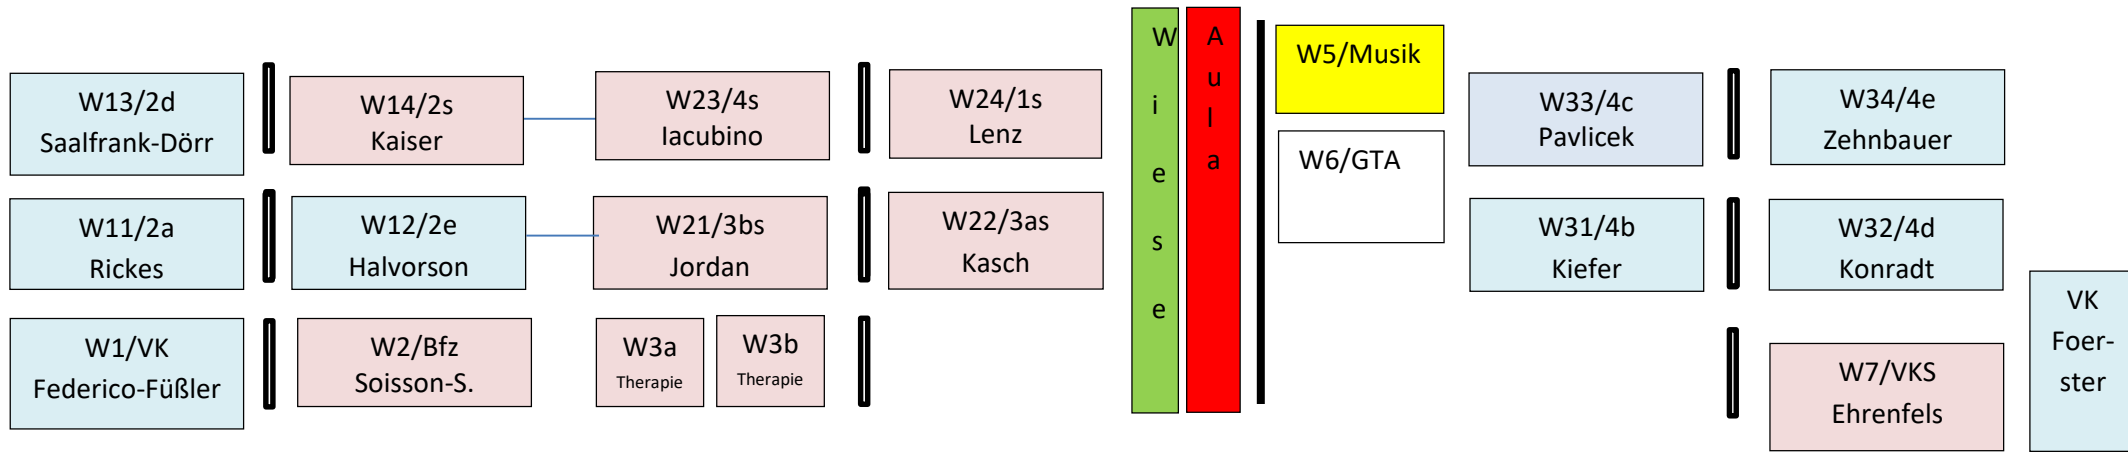 W13/2d
Saalfrank-Dörr
W14/2s
Kaiser
W23/4s
Iacubino
W24/1s
Lenz
W11/2a
Rickes
W12/2e
Halvorson
W21/3bs
Jordan
W22/3as
Kasch
W1/VK
Federico-Füßler
W2/Bfz
Soisson-S.
W3a
Therapie
W3b
Therapie
W
i
e
s
e
A
u
l
a
W5/Musik
W6/GTA
W33/4c
Pavlicek
W34/4e
Zehnbauer
W31/4b
Kiefer
W32/4d
Konradt
W7/VKS
Ehrenfels
VK
Foer-
ster